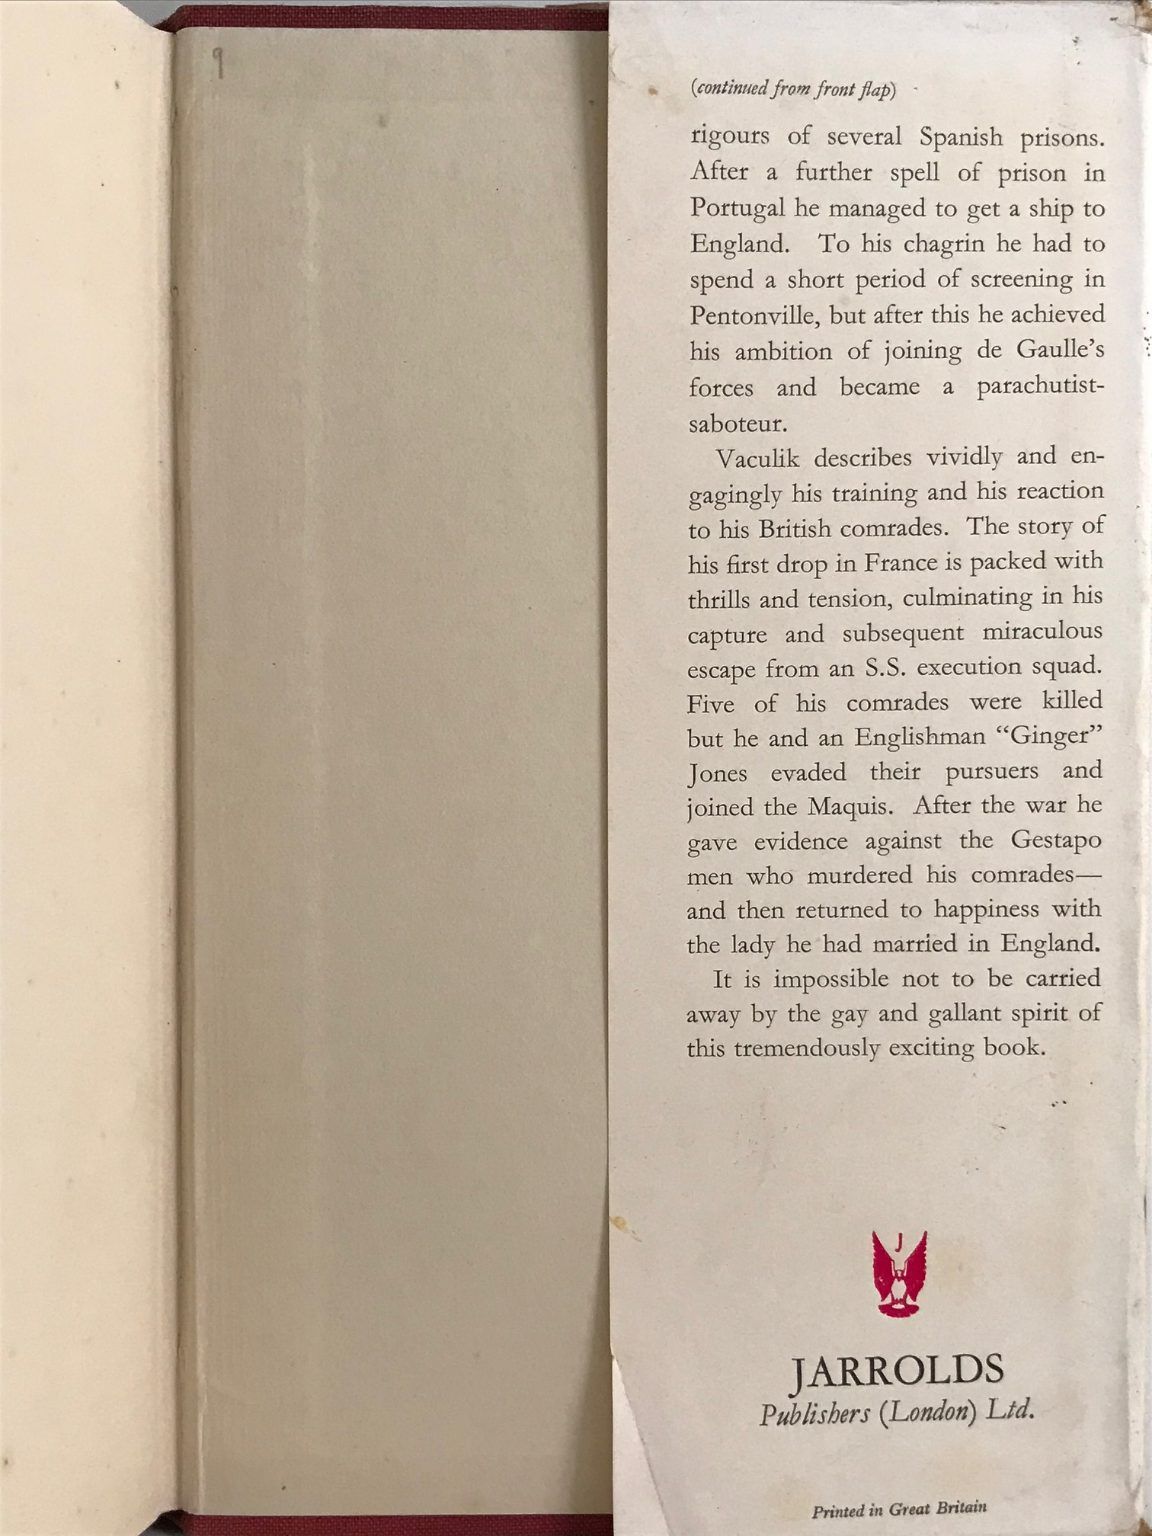 9
(continued from front flap)
rigours of several Spanish prisons.
After a further spell of prison in
Portugal he managed to get a ship to
England. To his chagrin he had to
spend a short period of screening in
Pentonville, but after this he achieved
his ambition of joining de Gaulle's
forces and became a parachutist-
saboteur.
Vaculik describes vividly and en-
gagingly his training and his reaction
to his British comrades. The story of
his first drop in France is packed with
thrills and tension, culminating in his
capture and subsequent miraculous
escape from an S.S. execution squad.
Five of his comrades were killed
but he and an Englishman “Ginger”
Jones evaded their pursuers and
joined the Maquis. After the war he
gave evidence against the Gestapo
men who murdered his comrades—
and then returned to happiness with
the lady he had married in England.
It is impossible not to be carried
away by the gay and gallant spirit of
this tremendously exciting book.
J
JARROLDS
Publishers (London) Ltd.
Printed in Great Britain